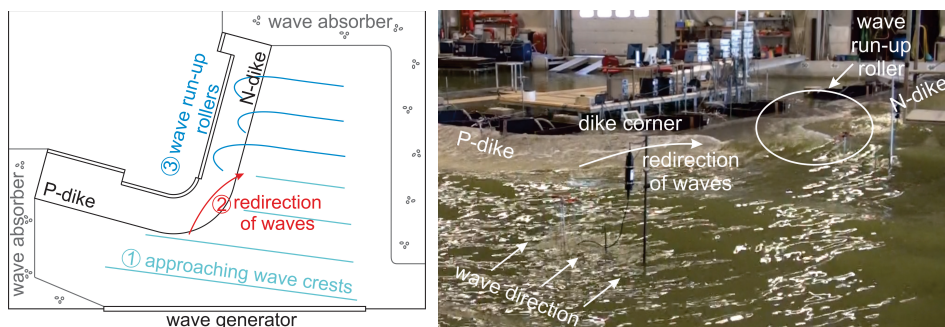 wave absorber
N-dike
③ wave run-up
rollers
P-dike
② redirection
of waves
wave absorber
① approaching wave crests
wave generator
wave
run-up
roller
N-dike
dike corner
P-dike
redirection
of waves
wave direction